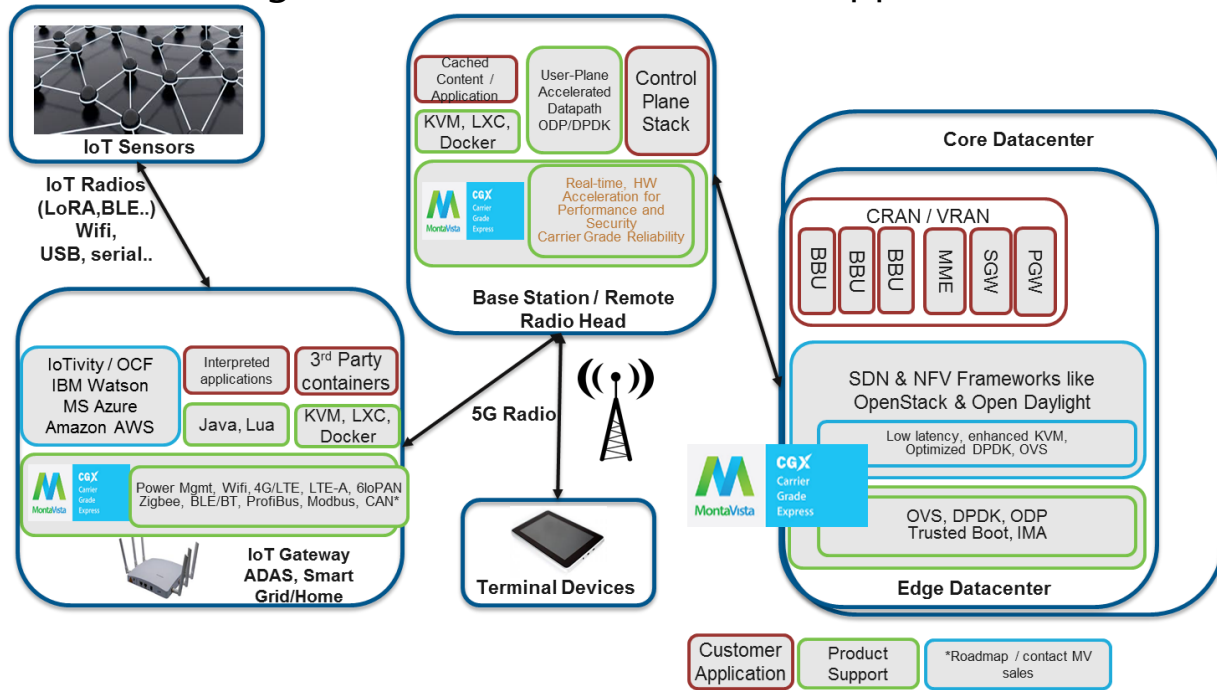 IoT Sensors
IoT Radios
(LoRA,BLE..)
Wifi,
USB, serial..
Cached
Content /
Application
User-Plane
Accelerated
Datapath
ODP/DPDK
Control
Plane
Stack
KVM, LXC,
Docker
MontaVista
CGX
Carrier
Grade
Express
Real-time, HW
Acceleration for
Performance and
Security
Carrier Grade Reliability
Base Station / Remote
Radio Head
Core Datacenter
CRAN / VRAN
BBU
BBU
BBU
MME
SGW
PGW
SDN & NFV Frameworks like
OpenStack & Open Daylight
Low latency, enhanced KVM,
Optimized DPDK, OVS
MontaVista
CGX
Carrier
Grade
Express
OVS, DPDK, ODP
Trusted Boot, IMA
Edge Datacenter
IoTivity / OCF
IBM Watson
MS Azure
Amazon AWS
Interpreted
applications
3rd Party
containers
Java, Lua
KVM, LXC,
Docker
MontaVista
CGX
Carrier
Grade
Express
Power Mgmt, Wifi, 4G/LTE, LTE-A, 6loPAN
Zigbee, BLE/BT, ProfiBus, Modbus, CAN*
IoT Gateway
ADAS, Smart
Grid/Home
5G Radio
Terminal Devices
Customer
Application
Product
Support
*Roadmap / contact MV
sales